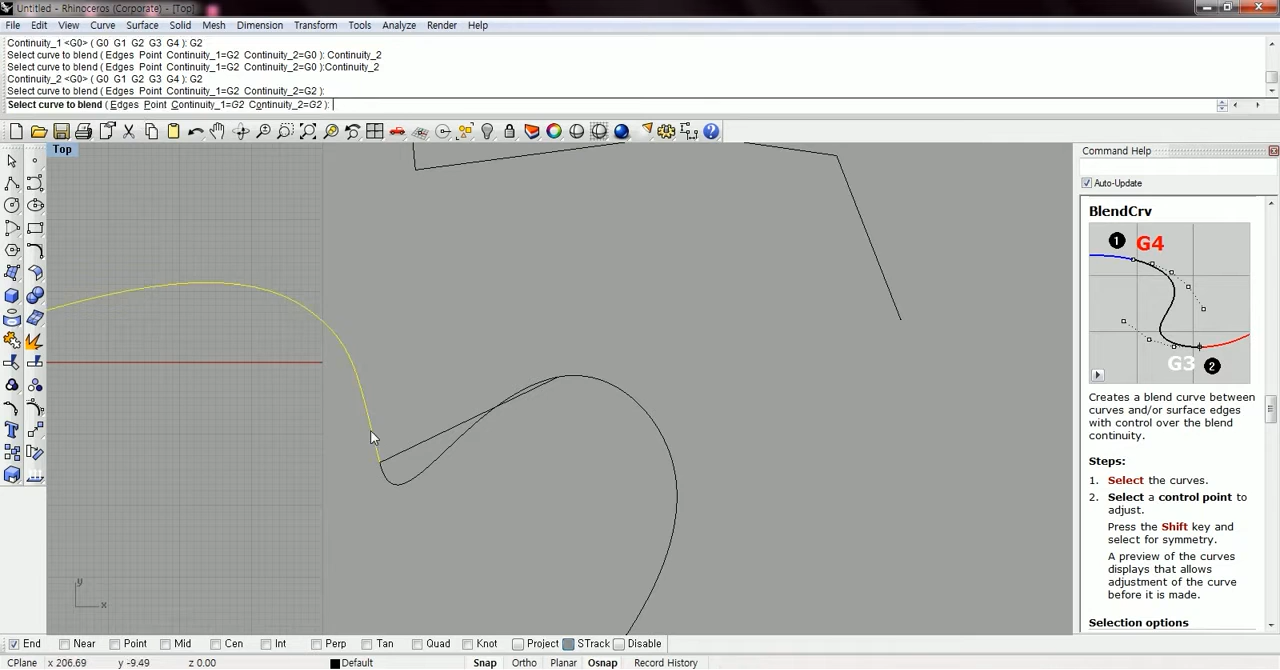 Untitled - Rhinoceros (Corporate) - [Top]
File Edit View Curve Surface Solid Mesh Dimension Transform Tools Analyze Render Help
Continuity_1 <G0> ( G0 G1 G2 G3 G4 ): G2
Select curve to blend ( Edges Point Continuity_1=G2 Continuity_2=G0 ): Continuity_2
Select curve to blend ( Edges Point Continuity_1=G2 Continuity_2=G0 ):Continuity_2
Continuity_2 <G0> ( G0 G1 G2 G3 G4 ): G2
Select curve to blend ( Edges Point Continuity_1=G2 Continuity_2=G2 ):
Select curve to blend ( Edges Point Continuity_1=G2 Continuity_2=G2 ):
Top
Command Help
Auto-Update
BlendCrv
1 G4
G3 2
Creates a blend curve between
curves and/or surface edges
with control over the blend
continuity.
Steps:
1. Select the curves.
2. Select a control point to
adjust.
Press the Shift key and
select for symmetry.
A preview of the curves
displays that allows
adjustment of the curve
before it is made.
Selection options
y
x
End Near Point Mid Cen Int Perp Tan Quad Knot Project STrack Disable
CPlane x 206.69 y -9.49 z 0.00 Default Snap Ortho Planar Osnap Record History